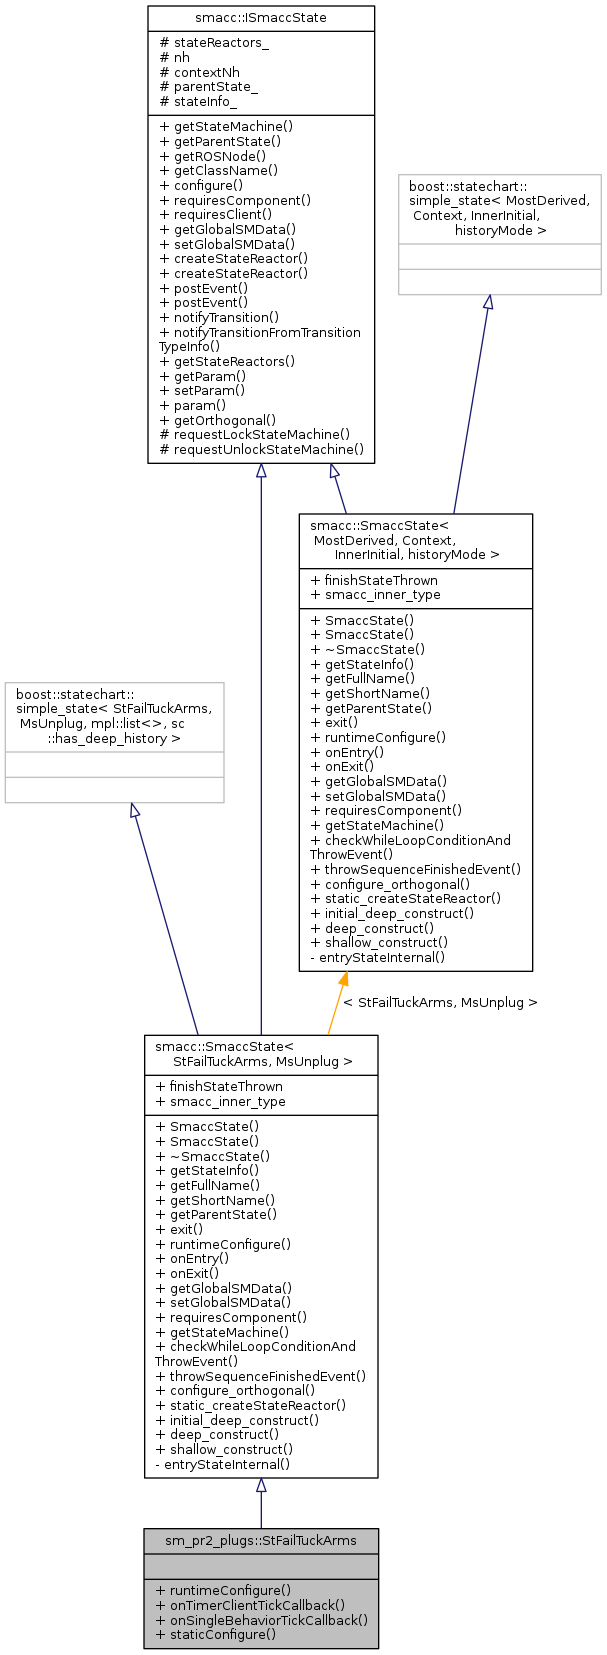 smacc::ISmaccState
# stateReactors_
# nh
# contextNh
# parentState_
# stateInfo_
+ getStateMachine()
+ getParentState()
+ getROSNode()
+ getClassName()
+ configure()
+ requiresComponent()
+ requiresClient()
+ getGlobalSMData()
+ setGlobalSMData()
+ createStateReactor()
+ createStateReactor()
+ postEvent()
+ postEvent()
+ notifyTransition()
+ notifyTransitionFromTransition
TypeInfo()
+ getStateReactors()
+ getParam()
+ setParam()
+ param()
+ getOrthogonal()
# requestLockStateMachine()
# requestUnlockStateMachine()
boost::statechart::
simple_state< MostDerived,
Context, InnerInitial,
historyMode >
smacc::SmaccState<
MostDerived, Context,
InnerInitial, historyMode >
+ finishStateThrown
+ smacc_inner_type
+ SmaccState()
+ SmaccState()
+ ~SmaccState()
+ getStateInfo()
+ getFullName()
+ getShortName()
+ getParentState()
+ exit()
+ runtimeConfigure()
+ onEntry()
+ onExit()
+ getGlobalSMData()
+ setGlobalSMData()
+ requiresComponent()
+ getStateMachine()
+ checkWhileLoopConditionAnd
ThrowEvent()
+ throwSequenceFinishedEvent()
+ configure_orthogonal()
+ static_createStateReactor()
+ initial_deep_construct()
+ deep_construct()
+ shallow_construct()
- entryStateInternal()
boost::statechart::
simple_state< StFailTuckArms,
MsUnplug, mpl::list<>, sc
::has_deep_history >
< StFailTuckArms, MsUnplug >
smacc::SmaccState<
StFailTuckArms, MsUnplug >
+ finishStateThrown
+ smacc_inner_type
+ SmaccState()
+ SmaccState()
+ ~SmaccState()
+ getStateInfo()
+ getFullName()
+ getShortName()
+ getParentState()
+ exit()
+ runtimeConfigure()
+ onEntry()
+ onExit()
+ getGlobalSMData()
+ setGlobalSMData()
+ requiresComponent()
+ getStateMachine()
+ checkWhileLoopConditionAnd
ThrowEvent()
+ throwSequenceFinishedEvent()
+ configure_orthogonal()
+ static_createStateReactor()
+ initial_deep_construct()
+ deep_construct()
+ shallow_construct()
- entryStateInternal()
sm_pr2_plugs::StFailTuckArms
+ runtimeConfigure()
+ onTimerClientTickCallback()
+ onSingleBehaviorTickCallback()
+ staticConfigure()